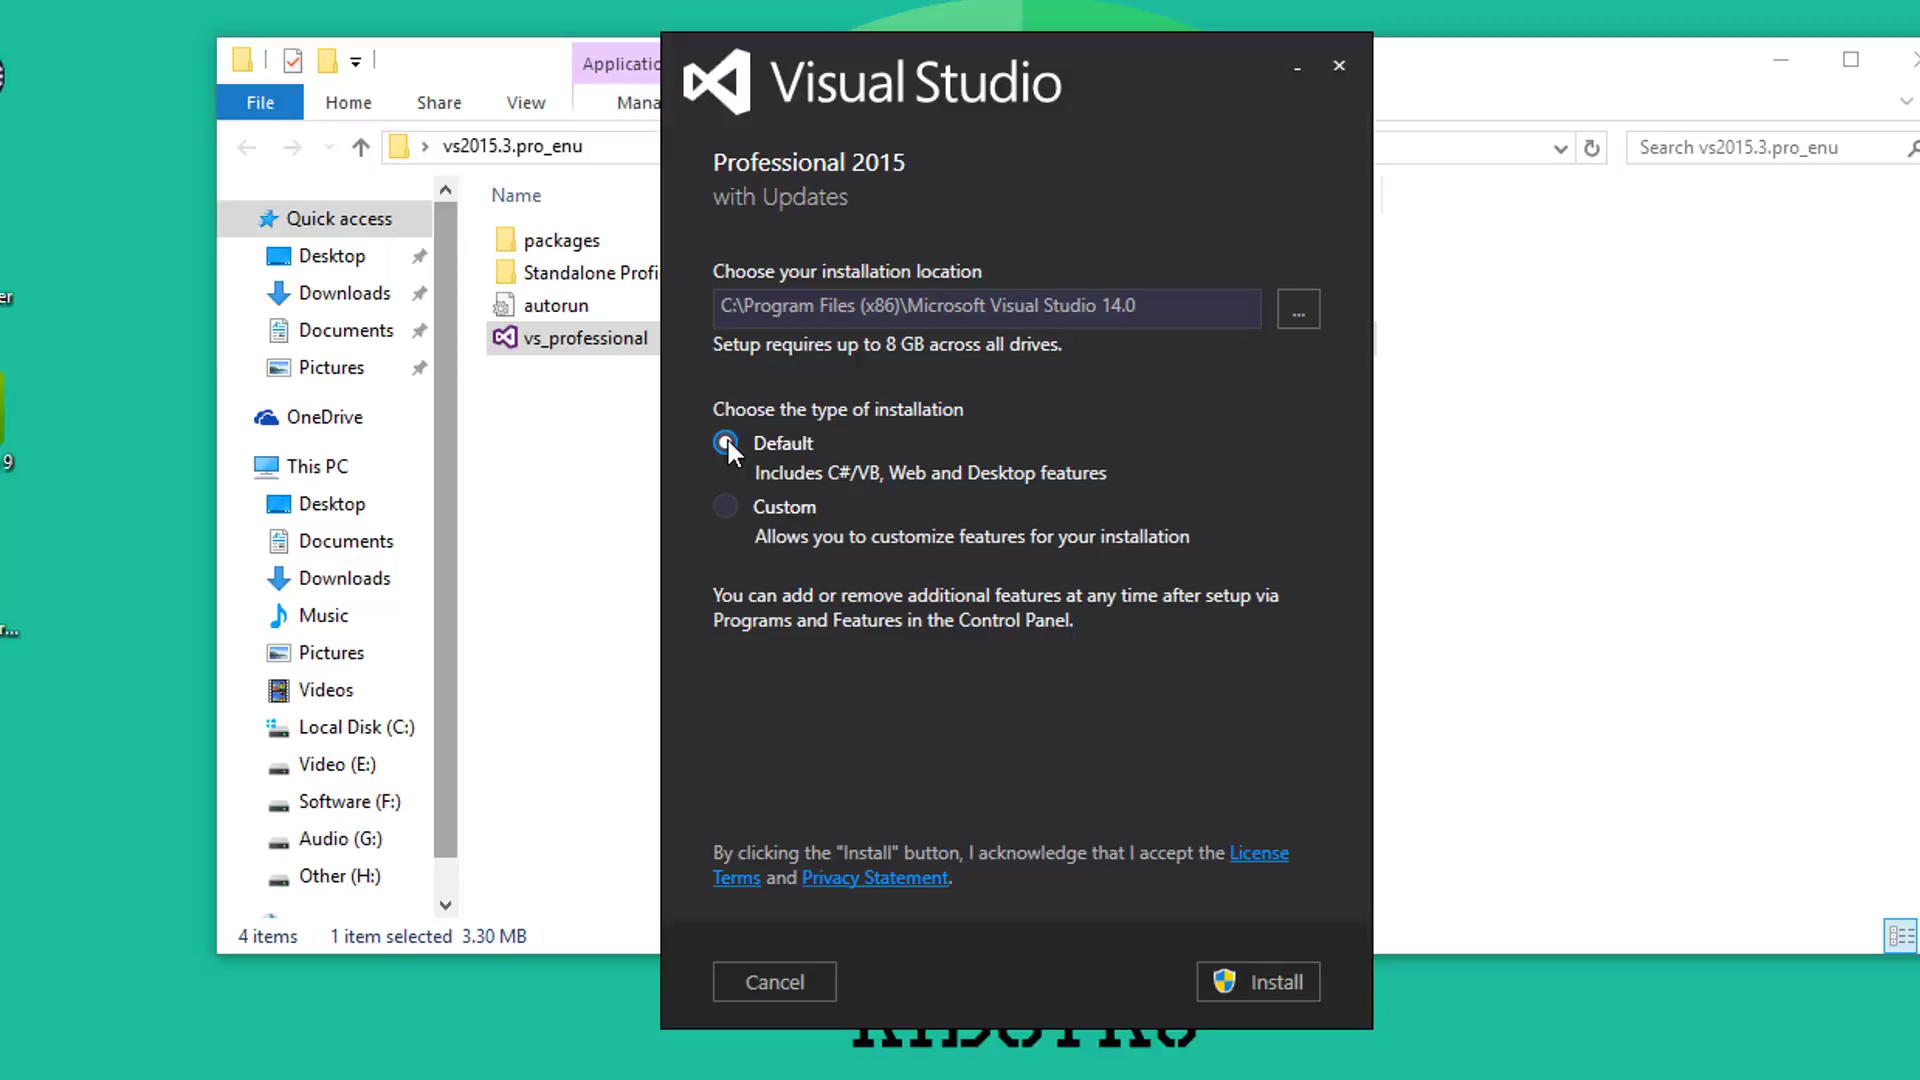 Applicatio
File
Home
Share
View
Mana
vs2015.3.pro_enu
Search vs2015.3.pro_enu
Quick access
Desktop
Downloads
Documents
Pictures
OneDrive
This PC
Desktop
Documents
Downloads
Music
Pictures
Videos
Local Disk (C:)
Video (E:)
Software (F:)
Audio (G:)
Other (H:)
Name
packages
Standalone Profi
autorun
vs_professional
4 items 1 item selected 3.30 MB
Visual Studio
Professional 2015
with Updates
Choose your installation location
C:\Program Files (x86)\Microsoft Visual Studio 14.0
...
Setup requires up to 8 GB across all drives.
Choose the type of installation
Default
Includes C#/VB, Web and Desktop features
Custom
Allows you to customize features for your installation
You can add or remove additional features at any time after setup via
Programs and Features in the Control Panel.
By clicking the "Install" button, I acknowledge that I accept the License
Terms and Privacy Statement.
Cancel
Install
er
9
r...